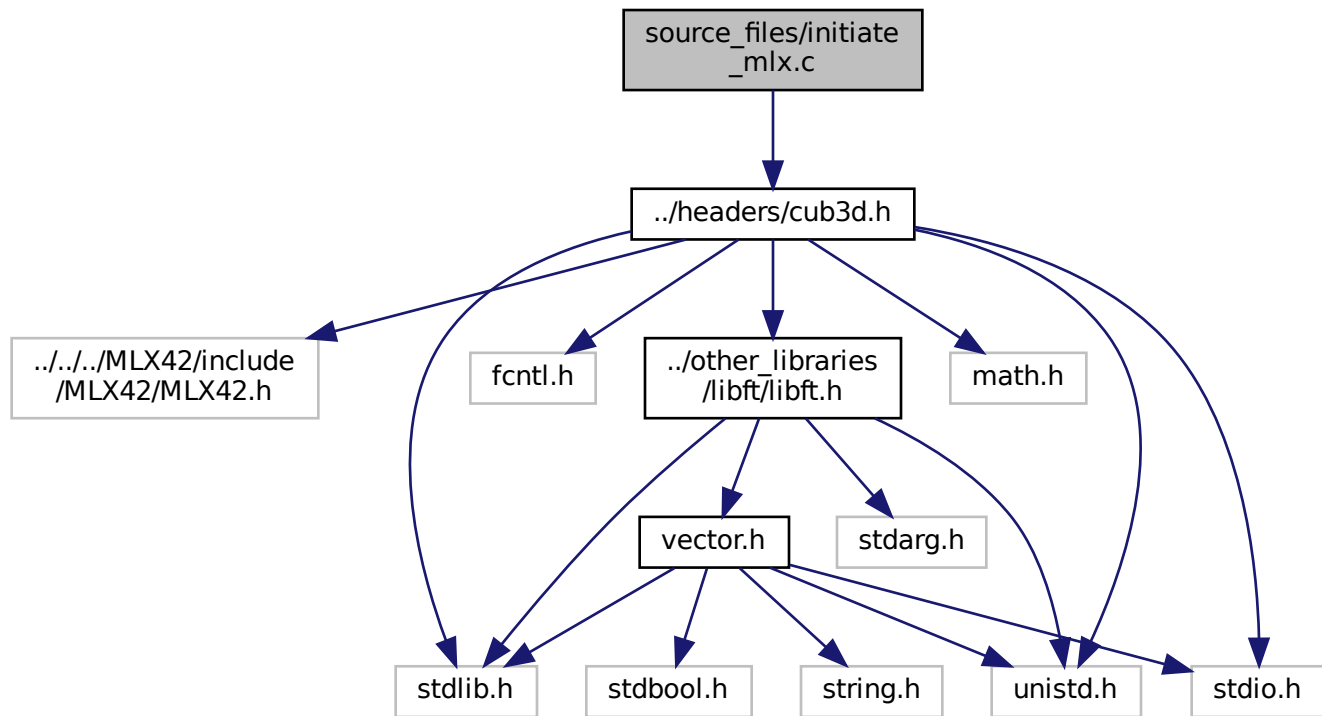 source_files/initiate
_mlx.c
../headers/cub3d.h
../../../MLX42/include
/MLX42/MLX42.h
fcntl.h
../other_libraries
/libft/libft.h
math.h
vector.h
stdarg.h
stdlib.h
stdbool.h
string.h
unistd.h
stdio.h